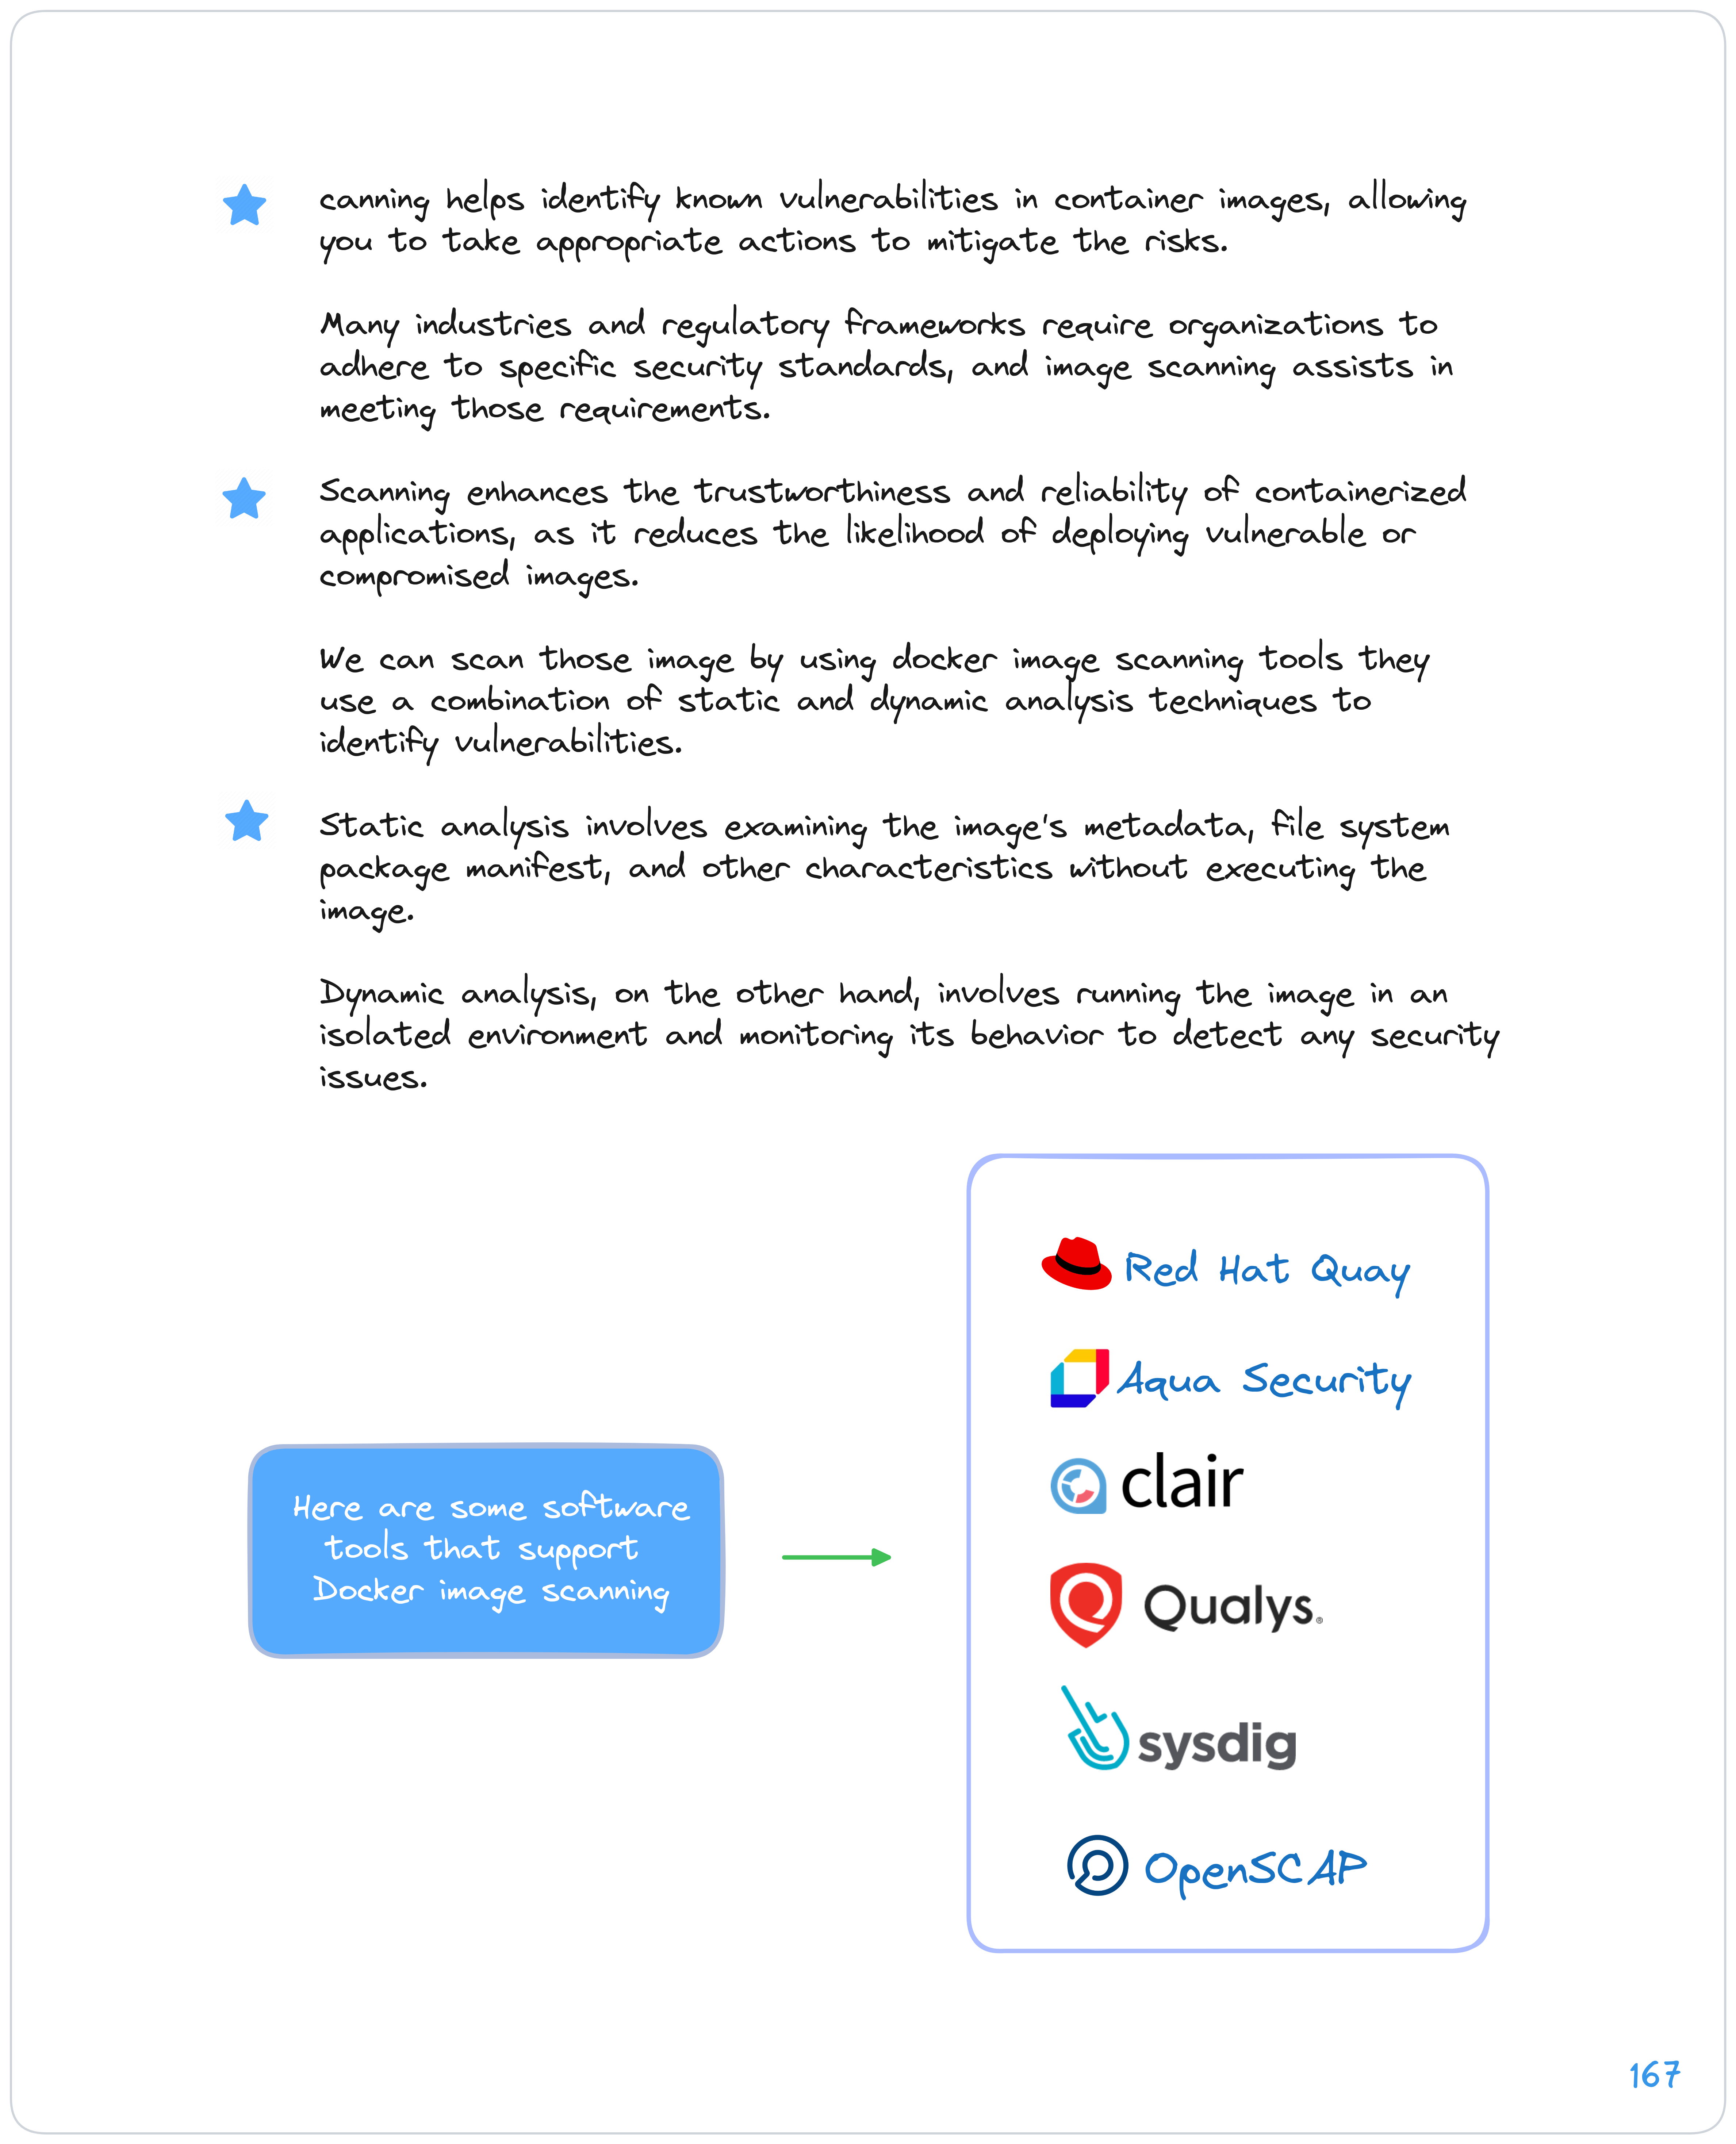 canning helps identify known vulnerabilities in container images, allowing
you to take appropriate actions to mitigate the risks.
Many industries and regulatory frameworks require organizations to
adhere to specific security standards, and image scanning assists in
meeting those requirements.
Scanning enhances the trustworthiness and reliability of containerized
applications, as it reduces the likelihood of deploying vulnerable or
compromised images.
We can scan those image by using docker image scanning tools they
use a combination of static and dynamic analysis techniques to
identify vulnerabilities.
Static analysis involves examining the image's metadata, file system
package manifest, and other characteristics without executing the
image.
Dynamic analysis, on the other hand, involves running the image in an
isolated environment and monitoring its behavior to detect any security
issues.
Here are some software
tools that support
Docker image scanning
Red Hat Quay
Aqua Security
clair
Qualys®
sysdig
OpenSCAP
167